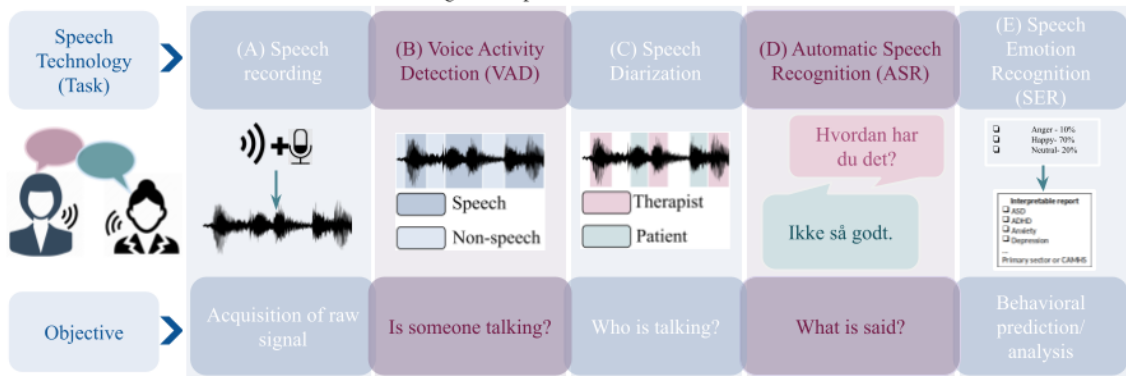 Speech
Technology
(Task)
(A) Speech
recording
(B) Voice Activity
Detection (VAD)
(C) Speech
Diarization
(D) Automatic Speech
Recognition (ASR)
(E) Speech
Emotion
Recognition
(SER)
Speech
Non-speech
Therapist
Patient
Hvordan har
du det?
Ikke så godt.
Anger - 10%
Happy- 70%
Neutral- 20%
Interpretable report
ASD
ADHD
Anxiety
Depression
...
Primary sector or CAMHS
Objective
Acquisition of raw
signal
Is someone talking?
Who is talking?
What is said?
Behavioral
prediction/
analysis